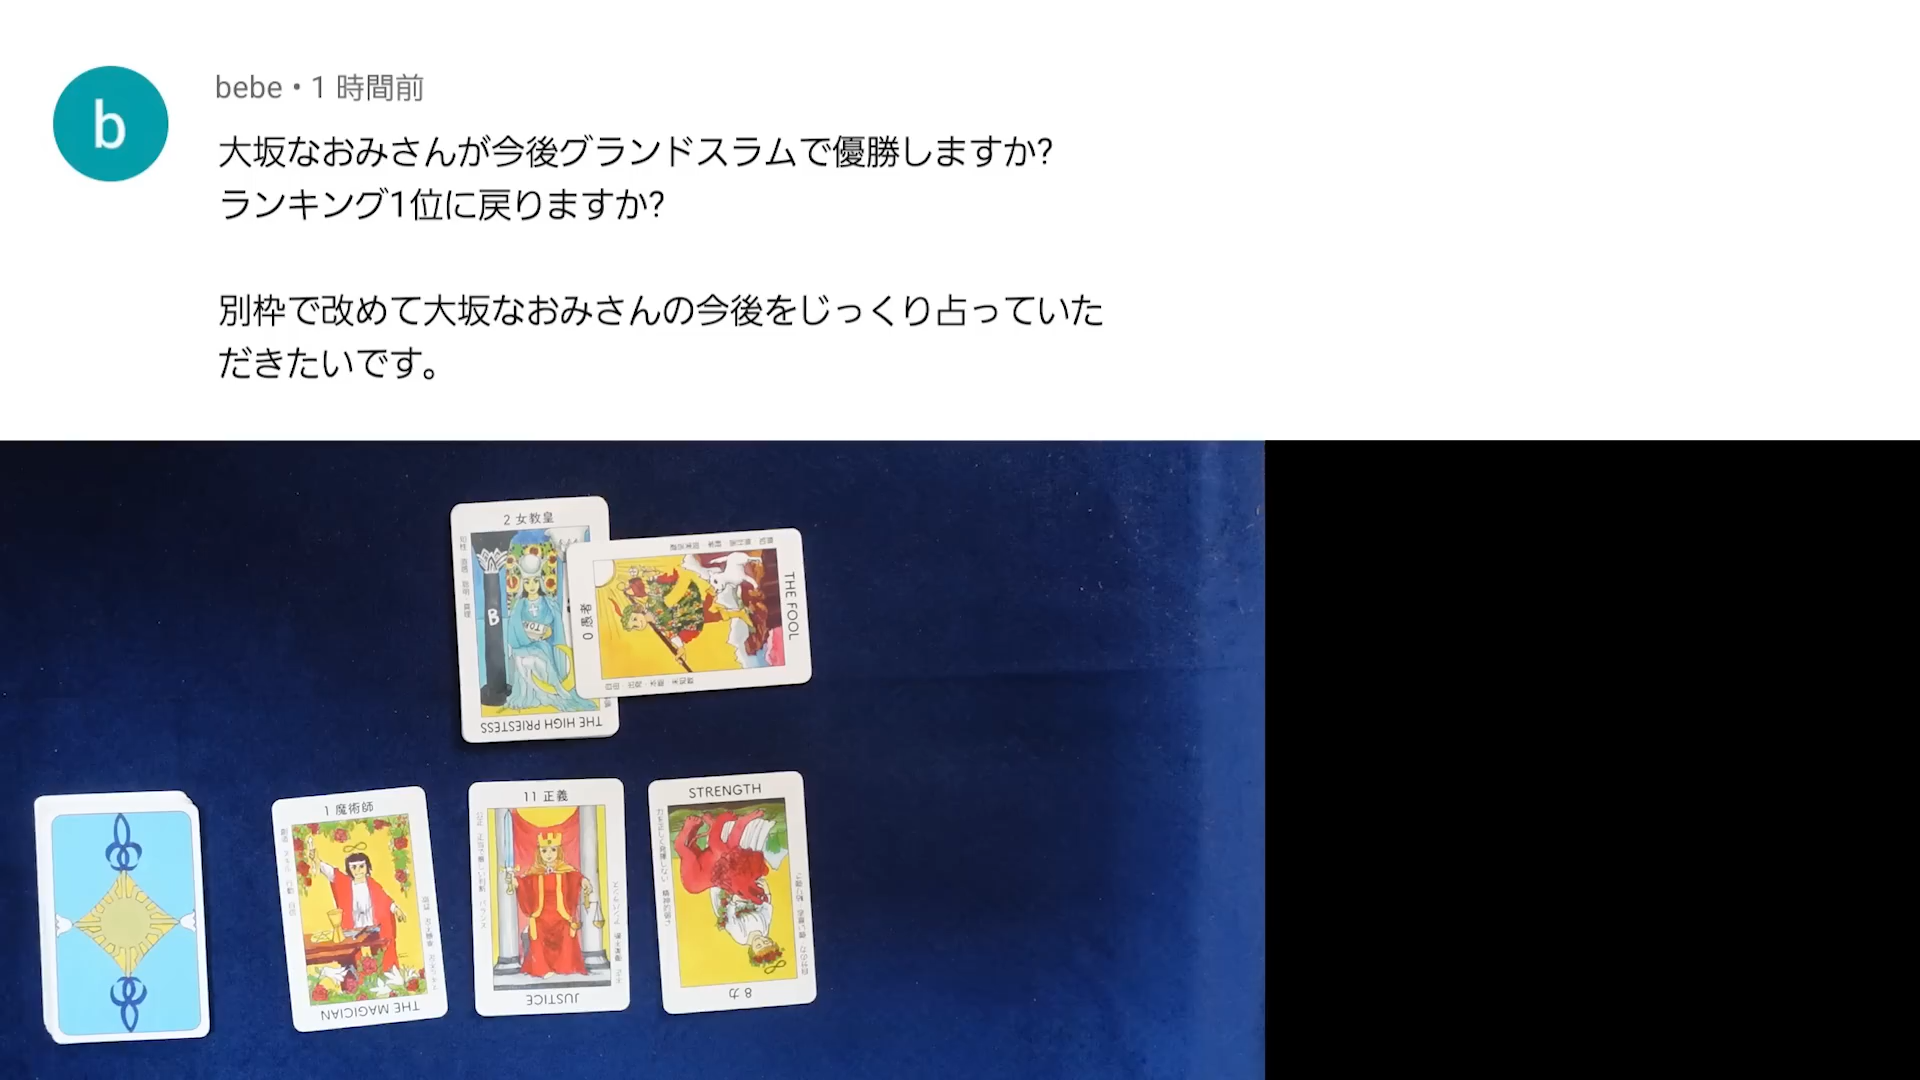 b
bebe・1 時間前
大坂なおみさんが今後グランドスラムで優勝しますか?
ランキング1位に戻りますか?
別枠で改めて大坂なおみさんの今後をじっくり占っていた
だきたいです。
2 女教皇
B
THE HIGH PRIESTESS
0 愚者
THE FOOL
1 魔術師
THE MAGICIAN
11 正義
JUSTICE
STRENGTH
8 力